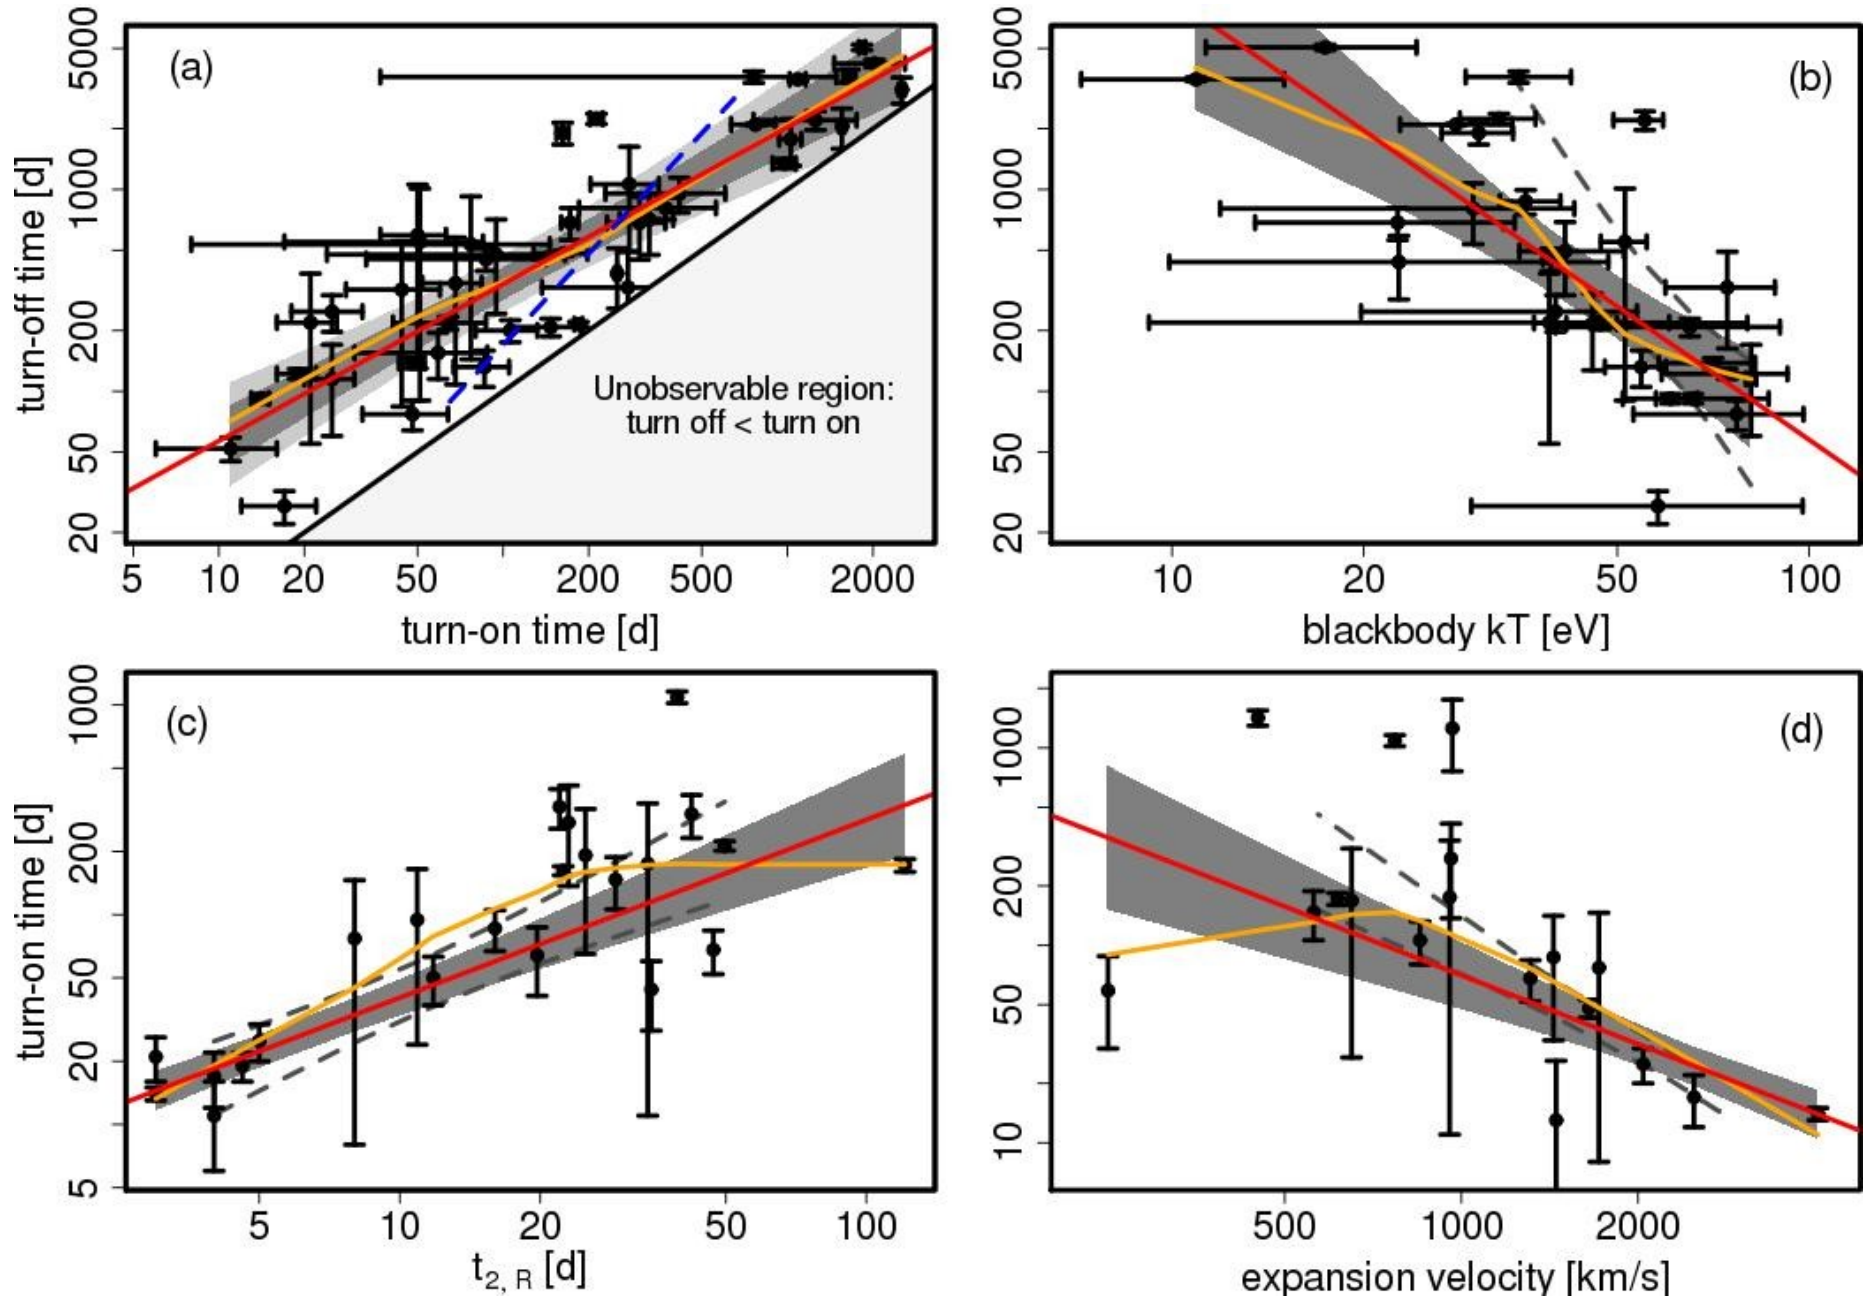 (a)
turn-off time [d]
5000
1000
200
50
20
Unobservable region:
turn off < turn on
5 10 20 50 200 500 2000
turn-on time [d]
(b)
5000
1000
200
50
20
10 20 50 100
blackbody kT [eV]
(c)
turn-on time [d]
1000
200
50
20
5
5 10 20 50 100
t2, R [d]
(d)
1000
200
50
10
500 1000 2000
expansion velocity [km/s]